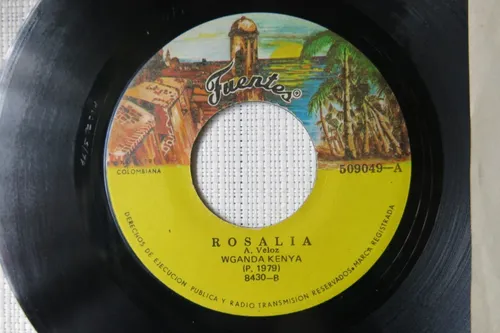 Fuentes©
COLOMBIANA
509049-A
ROSALIA
A. Veloz
WGANDA KENYA
(P. 1979)
8430-B
DERECHOS DE EJECUCION PUBLICA Y RADIO TRANSMISION RESERVADOS. MARCA REGISTRADA